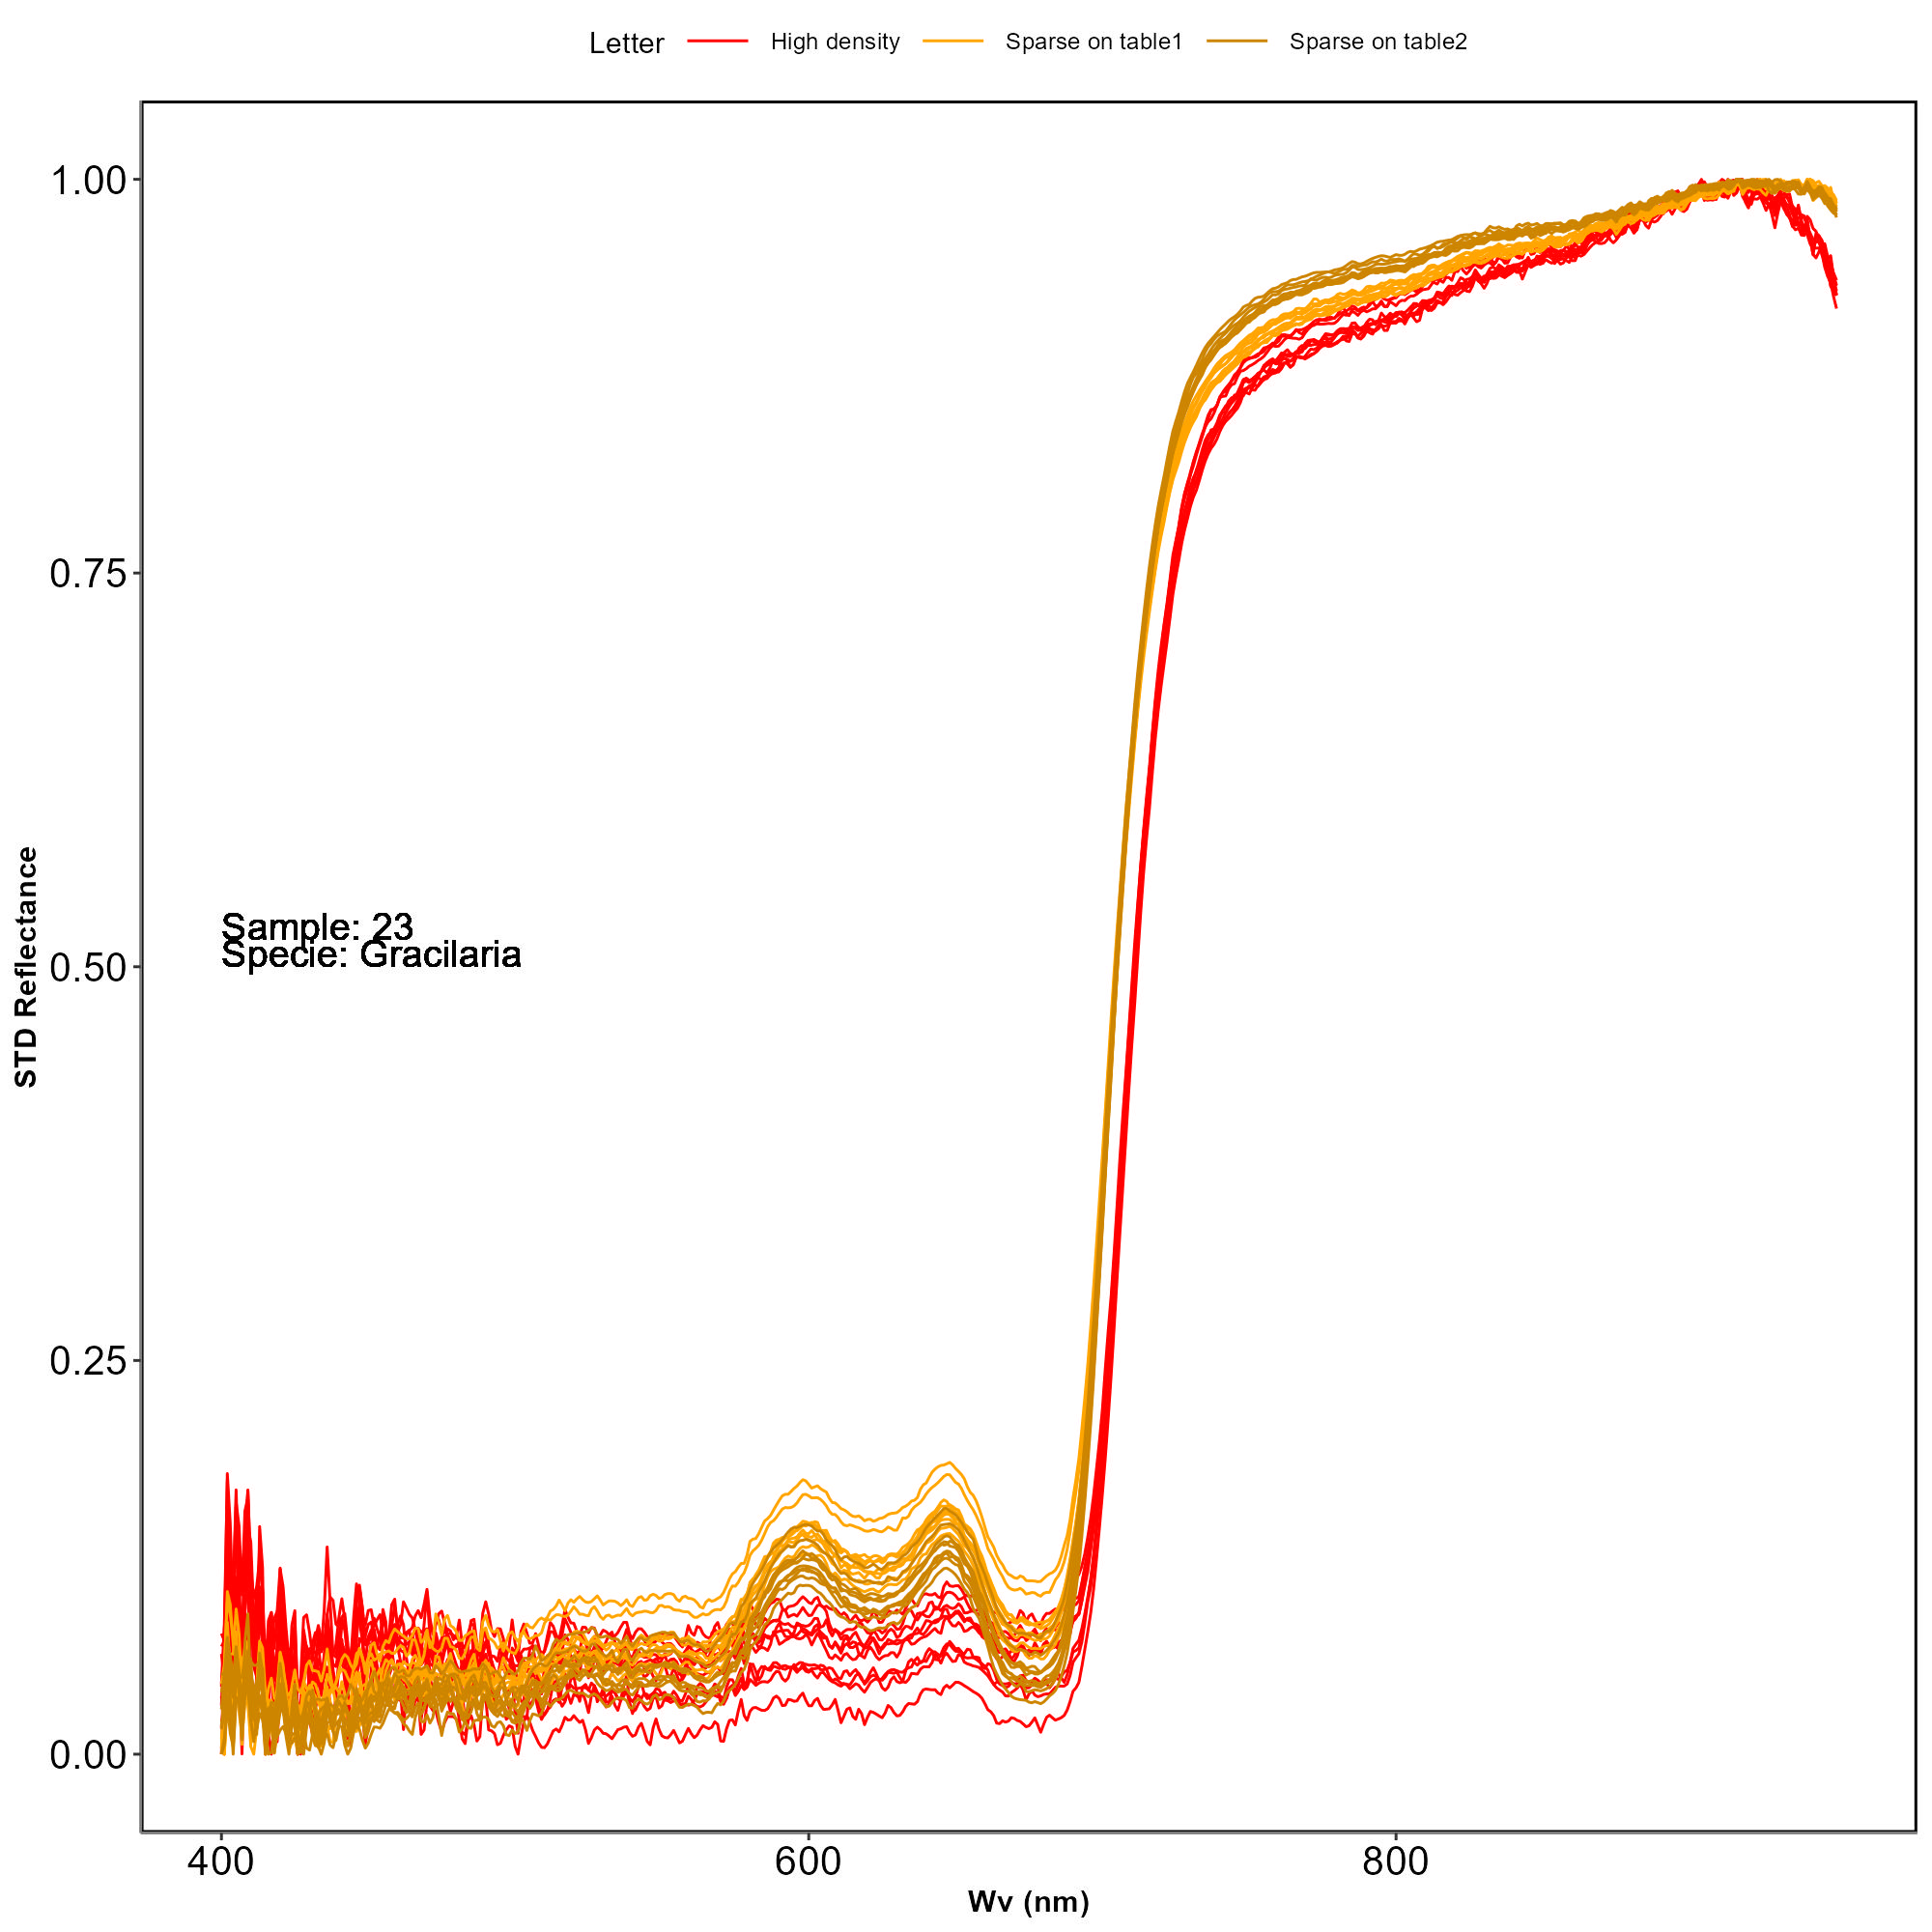 Letter High density Sparse on table1 Sparse on table2
1.00
0.75
0.50
0.25
0.00
STD Reflectance
Sample: 23
Specie: Gracilaria
400 600 800
Wv (nm)